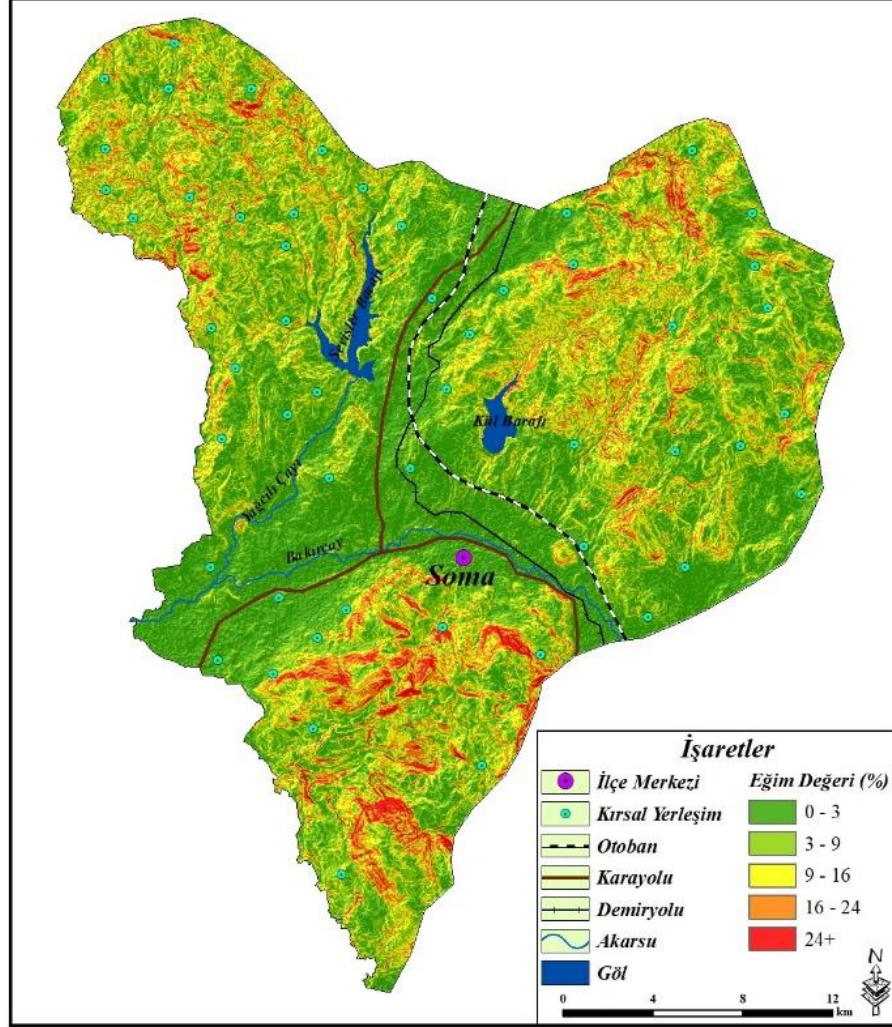 Sevişler Barajı
Kül Barajı
Yağcılı Çayı
Bakırçay
Soma
İşaretler
İlçe Merkezi
Kırsal Yerleşim
Otoban
Karayolu
Demiryolu
Akarsu
Göl
Eğim Değeri (%)
0 - 3
3 - 9
9 - 16
16 - 24
24+
N
0 4 8 12
km